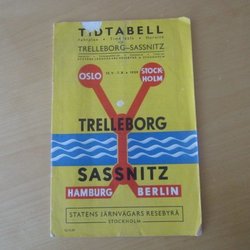 TIDTABELL
TRELLEBORG-SASSNITZ
OSLO
STOCK
HOLM
TRELLEBORG
SASSNITZ
HAMBURG
BERLIN
STATENS JÄRNVÄGARS RESEBYRÅ
STOCKHOLM